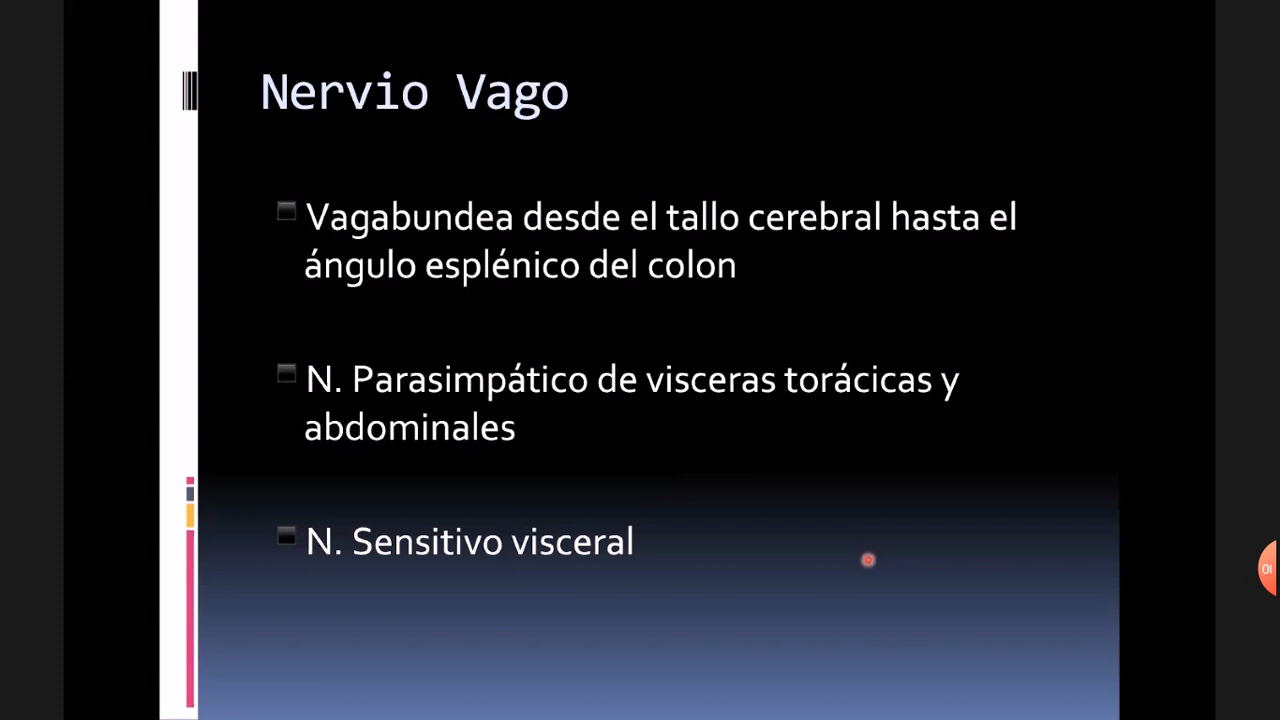 Nervio Vago
Vagabundea desde el tallo cerebral hasta el
ángulo esplénico del colon
N. Parasimpático de visceras torácicas y
abdominales
N. Sensitivo visceral